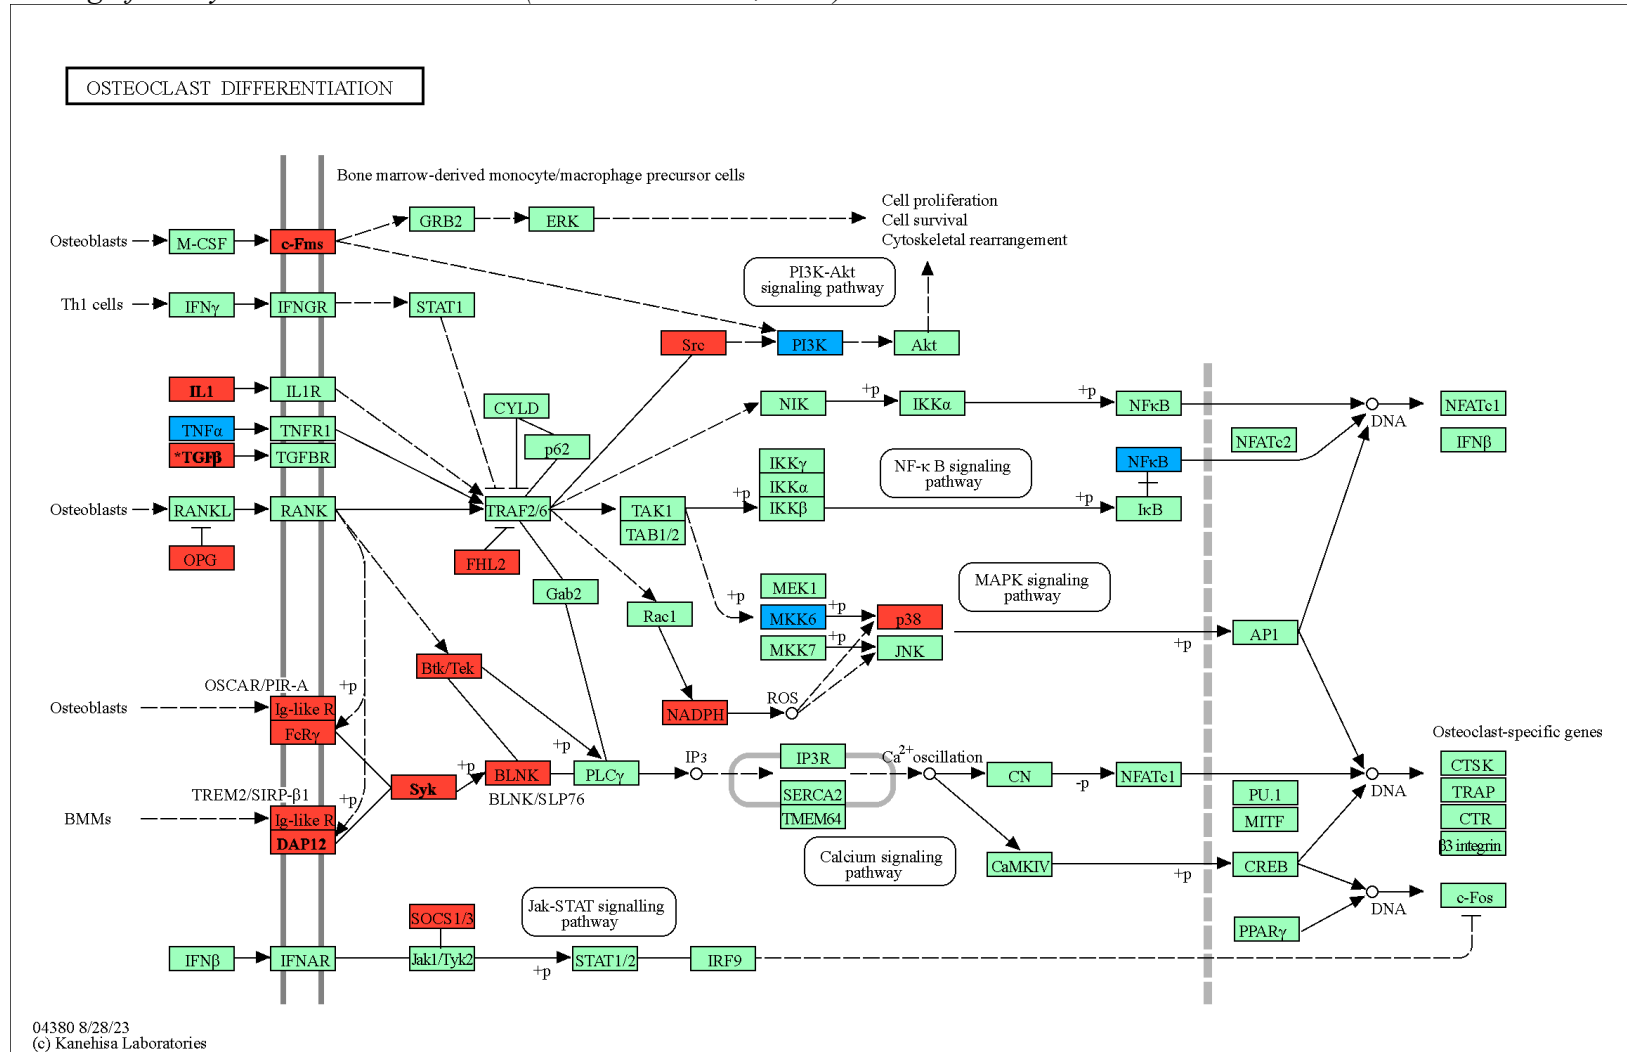 OSTEOCLAST DIFFERENTIATION
Bone marrow-derived monocyte/macrophage precursor cells
Osteoblasts
M-CSF
c-Fms
GRB2
ERK
Cell proliferation
Cell survival
Cytoskeletal rearrangement
PI3K-Akt
signaling pathway
Th1 cells
IFNγ
IFNGR
STAT1
Src
PI3K
Akt
IL1
IL1R
TNFα
TNFR1
*TGFβ
TGFBR
CYLD
p62
NIK
+p
IKKα
+p
NFκB
DNA
NFATc1
NFATc2
IFNβ
IKKγ
IKKα
IKKβ
NF-κ B signaling
pathway
NFκB
IκB
Osteoblasts
RANKL
RANK
TRAF2/6
TAK1
TAB1/2
+p
+p
OPG
FHL2
Gab2
Rac1
MEK1
MKK6
MKK7
+p
+p
+p
p38
JNK
MAPK signaling
pathway
+p
AP1
Btk/Tek
NADPH
ROS
OSCAR/PIR-A
+p
Osteoblasts
Ig-like R
FcRγ
Syk
+p
BLNK
BLNK/SLP76
+p
PLCγ
IP3
IP3R
SERCA2
TMEM64
Ca2+ oscillation
CN
-p
NFATc1
DNA
Osteoclast-specific genes
CTSK
TRAP
CTR
β3 integrin
PU.1
MITF
TREM2/SIRP-β1
+p
BMMs
Ig-like R
DAP12
Calcium signaling
pathway
CaMKIV
+p
CREB
DNA
c-Fos
PPARγ
SOCS1/3
Jak-STAT signalling
pathway
IFNβ
IFNAR
Jak1/Tyk2
+p
STAT1/2
IRF9
04380 8/28/23
(c) Kanehisa Laboratories